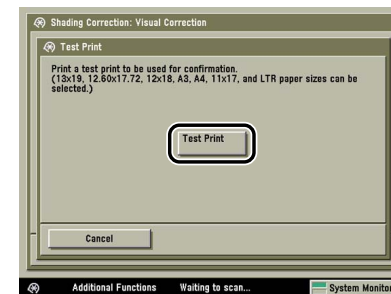 Shading Correction: Visual Correction
Test Print
Print a test print to be used for confirmation.
(13x19, 12.60x17.72, 12x18, A3, A4, 11x17, and LTR paper sizes can be
selected.)
Test Print
Cancel
Additional Functions Waiting to scan... System Monitor